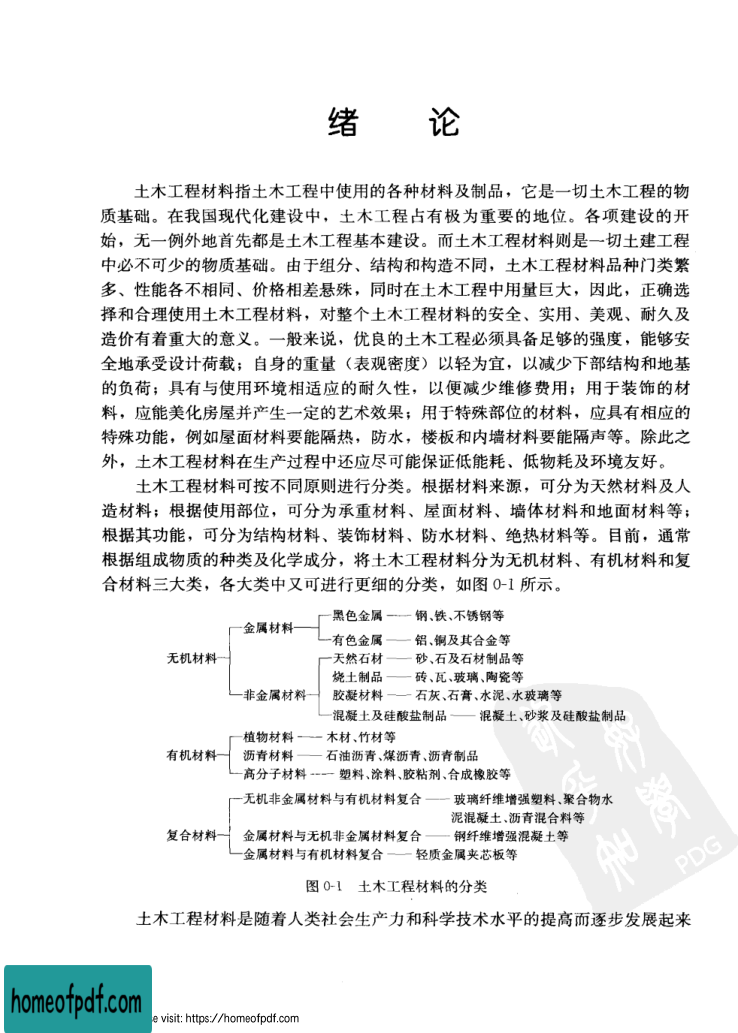 绪 论
土木工程材料指土木工程中使用的各种材料及制品，它是一切土木工程的物
质基础。在我国现代化建设中，土木工程占有极为重要的地位。各项建设的开
始，无一例外地首先都是土木工程基本建设。而土木工程材料则是一切土建工程
中必不可少的物质基础。由于组分、结构和构造不同，土木工程材料品种门类繁
多、性能各不相同、价格相差悬殊，同时在土木工程中用量巨大，因此，正确选
择和合理使用土木工程材料，对整个土木工程材料的安全、实用、美观、耐久及
造价有着重大的意义。一般来说，优良的土木工程必须具备足够的强度，能够安
全地承受设计荷载；自身的重量（表观密度）以轻为宜，以减少下部结构和地基
的负荷；具有与使用环境相适应的耐久性，以便减少维修费用；用于装饰的材
料，应能美化房屋并产生一定的艺术效果；用于特殊部位的材料，应具有相应的
特殊功能，例如屋面材料要能隔热，防水，楼板和内墙材料要能隔声等。除此之
外，土木工程材料在生产过程中还应尽可能保证低能耗、低物耗及环境友好。
土木工程材料可按不同原则进行分类。根据材料来源，可分为天然材料及人
造材料；根据使用部位，可分为承重材料、屋面材料、墙体材料和地面材料等；
根据其功能，可分为结构材料、装饰材料、防水材料、绝热材料等。目前，通常
根据组成物质的种类及化学成分，将土木工程材料分为无机材料、有机材料和复
合材料三大类，各大类中又可进行更细的分类，如图 0-1 所示。
黑色金属 —— 钢、铁、不锈钢等
金属材料
有色金属 —— 铝、铜及其合金等
无机材料 天然石材 —— 砂、石及石材制品等
烧土制品 —— 砖、瓦、玻璃、陶瓷等
非金属材料 胶凝材料 —— 石灰、石膏、水泥、水玻璃等
混凝土及硅酸盐制品 —— 混凝土、砂浆及硅酸盐制品
植物材料 —— 木材、竹材等
有机材料 沥青材料 —— 石油沥青、煤沥青、沥青制品
高分子材料 —— 塑料、涂料、胶粘剂、合成橡胶等
无机非金属材料与有机材料复合 —— 玻璃纤维增强塑料、聚合物水
泥混凝土、沥青混合料等
复合材料 金属材料与无机非金属材料复合 —— 钢纤维增强混凝土等
金属材料与有机材料复合 —— 轻质金属夹芯板等
图 0-1 土木工程材料的分类
土木工程材料是随着人类社会生产力和科学技术水平的提高而逐步发展起来
PDG
homeofpdf.com
e visit: https://homeofpdf.com